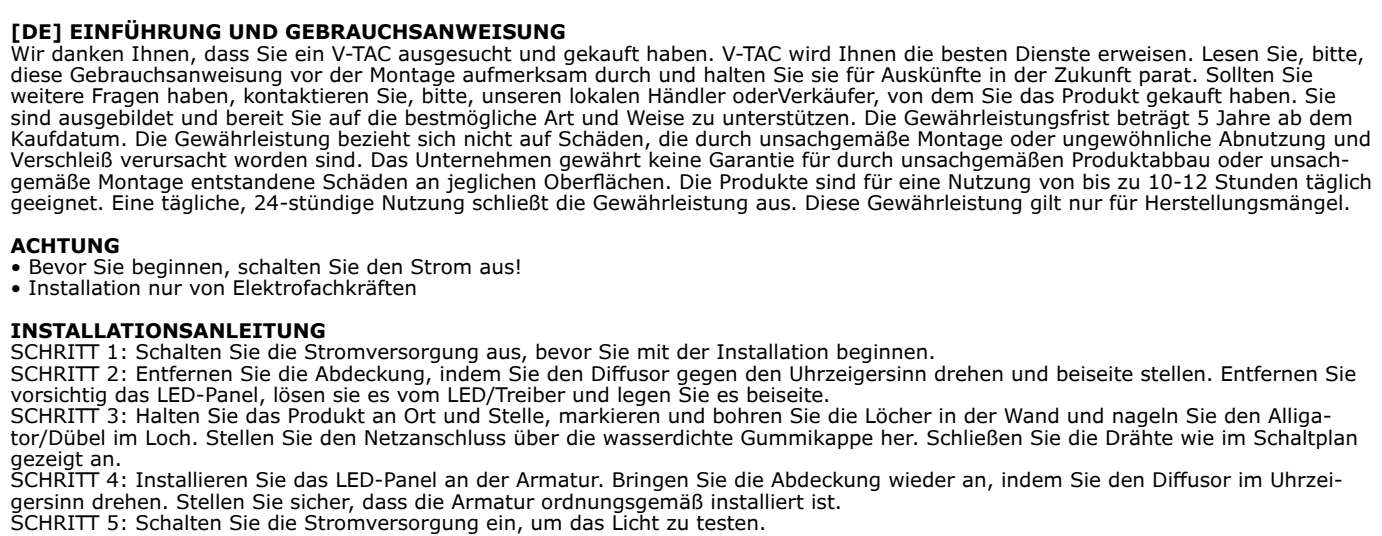 [DE] EINFÜHRUNG UND GEBRAUCHSANWEISUNG
Wir danken Ihnen, dass Sie ein V-TAC ausgesucht und gekauft haben. V-TAC wird Ihnen die besten Dienste erweisen. Lesen Sie, bitte,
diese Gebrauchsanweisung vor der Montage aufmerksam durch und halten Sie sie für Auskünfte in der Zukunft parat. Sollten Sie
weitere Fragen haben, kontaktieren Sie, bitte, unseren lokalen Händler oderVerkäufer, von dem Sie das Produkt gekauft haben. Sie
sind ausgebildet und bereit Sie auf die bestmögliche Art und Weise zu unterstützen. Die Gewährleistungsfrist beträgt 5 Jahre ab dem
Kaufdatum. Die Gewährleistung bezieht sich nicht auf Schäden, die durch unsachgemäße Montage oder ungewöhnliche Abnutzung und
Verschleiß verursacht worden sind. Das Unternehmen gewährt keine Garantie für durch unsachgemäßen Produktabbau oder unsach-
gemäße Montage entstandene Schäden an jeglichen Oberflächen. Die Produkte sind für eine Nutzung von bis zu 10-12 Stunden täglich
geeignet. Eine tägliche, 24-stündige Nutzung schließt die Gewährleistung aus. Diese Gewährleistung gilt nur für Herstellungsmängel.
ACHTUNG
• Bevor Sie beginnen, schalten Sie den Strom aus!
• Installation nur von Elektrofachkräften
INSTALLATIONSANLEITUNG
SCHRITT 1: Schalten Sie die Stromversorgung aus, bevor Sie mit der Installation beginnen.
SCHRITT 2: Entfernen Sie die Abdeckung, indem Sie den Diffusor gegen den Uhrzeigersinn drehen und beiseite stellen. Entfernen Sie
vorsichtig das LED-Panel, lösen sie es vom LED/Treiber und legen Sie es beiseite.
SCHRITT 3: Halten Sie das Produkt an Ort und Stelle, markieren und bohren Sie die Löcher in der Wand und nageln Sie den Alliga-
tor/Dübel im Loch. Stellen Sie den Netzanschluss über die wasserdichte Gummikappe her. Schließen Sie die Drähte wie im Schaltplan
gezeigt an.
SCHRITT 4: Installieren Sie das LED-Panel an der Armatur. Bringen Sie die Abdeckung wieder an, indem Sie den Diffusor im Uhrzei-
gersinn drehen. Stellen Sie sicher, dass die Armatur ordnungsgemäß installiert ist.
SCHRITT 5: Schalten Sie die Stromversorgung ein, um das Licht zu testen.